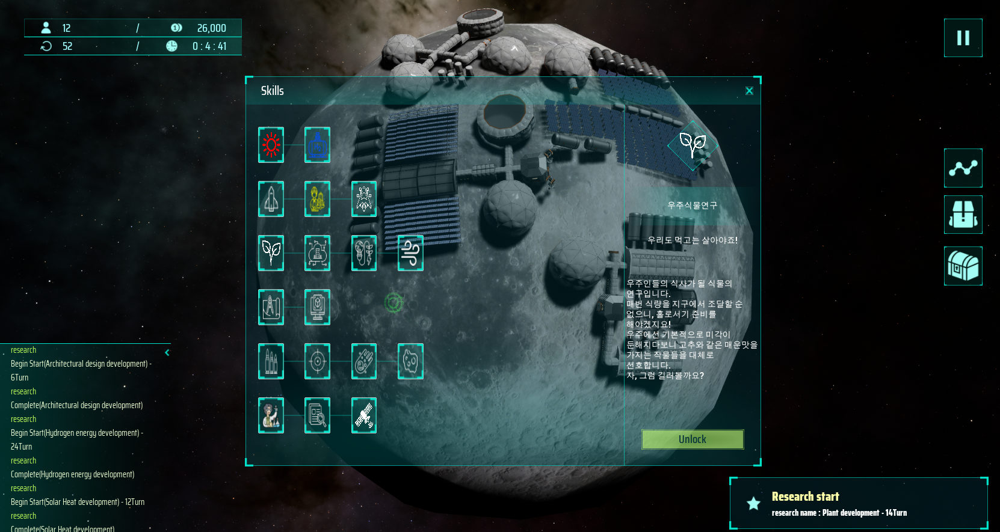 12 / 26,000
52 / 0 : 4 : 41
Skills
우주식물연구
우리도 먹고는 살아야죠!
우주인들의 식사가 될 식물의
연구입니다.
매번 식량을 지구에서 조달할 순
없으니, 홀로서기 준비를
해야겠지요!
우주에선 기본적으로 미각이
둔해지다보니 고추와 같은 매운맛을
가지는 작물들을 대체로
선호합니다.
자, 그럼 길러볼까요?
Unlock
research
Begin Start(Architectural design development) -
6Turn
research
Complete(Architectural design development)
research
Begin Start(Hydrogen energy development) -
24Turn
research
Complete(Hydrogen energy development)
research
Begin Start(Solar Heat development) - 12Turn
research
Complete(Solar Heat development)
Research start
research name : Plant development - 14Turn